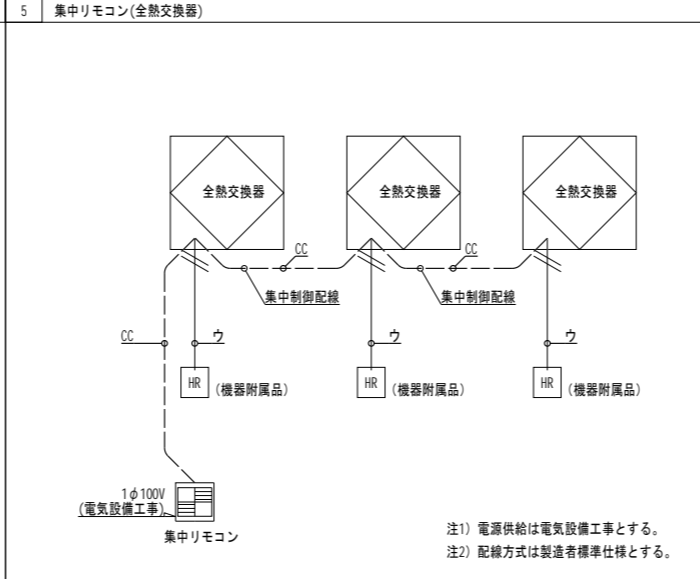 5 集中リモコン(全熱交換器)
全熱交換器 全熱交換器 全熱交換器
CC CC
集中制御配線 集中制御配線
CC ウ ウ ウ
HR (機器附属品) HR (機器附属品) HR (機器附属品)
1φ100V
(電気設備工事)
集中リモコン
注1) 電源供給は電気設備工事とする。
注2) 配線方式は製造者標準仕様とする。